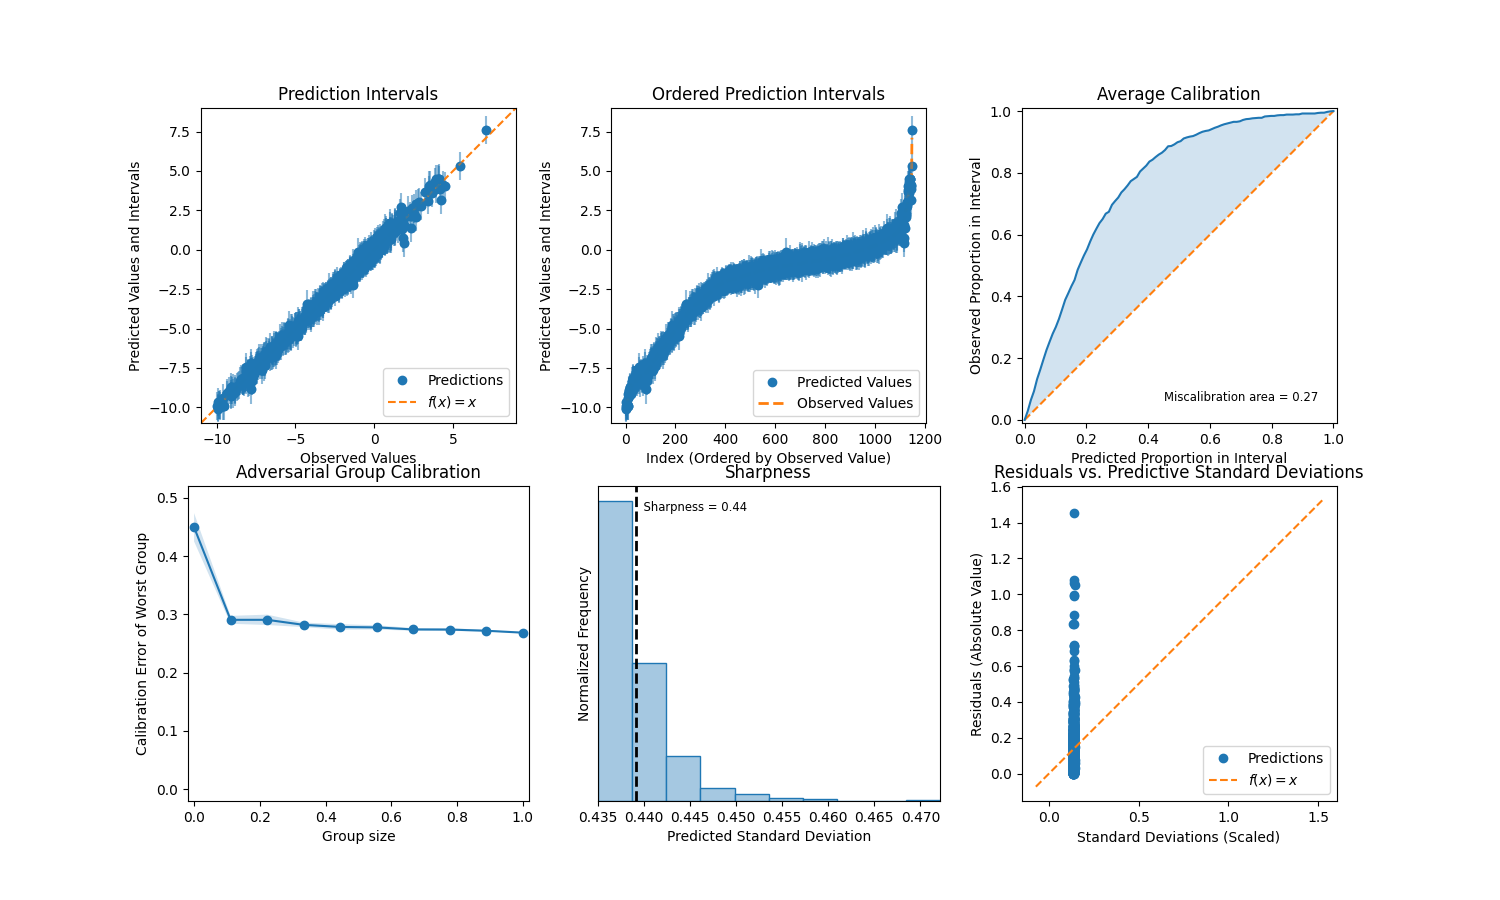 Prediction Intervals
Predicted Values and Intervals
7.5
5.0
2.5
0.0
−2.5
−5.0
−7.5
−10.0
Predictions
f(x) = x
−10
−5
0
5
Observed Values
Ordered Prediction Intervals
Predicted Values and Intervals
7.5
5.0
2.5
0.0
−2.5
−5.0
−7.5
−10.0
Predicted Values
Observed Values
0
200
400
600
800
1000
1200
Index (Ordered by Observed Value)
Average Calibration
Observed Proportion in Interval
1.0
0.8
0.6
0.4
0.2
0.0
Miscalibration area = 0.27
0.0
0.2
0.4
0.6
0.8
1.0
Predicted Proportion in Interval
Adversarial Group Calibration
Calibration Error of Worst Group
0.5
0.4
0.3
0.2
0.1
0.0
0.0
0.2
0.4
0.6
0.8
1.0
Group size
Sharpness
Normalized Frequency
Sharpness = 0.44
0.435
0.440
0.445
0.450
0.455
0.460
0.465
0.470
Predicted Standard Deviation
Residuals vs. Predictive Standard Deviations
Residuals (Absolute Value)
1.6
1.4
1.2
1.0
0.8
0.6
0.4
0.2
0.0
Predictions
f(x) = x
0.0
0.5
1.0
1.5
Standard Deviations (Scaled)